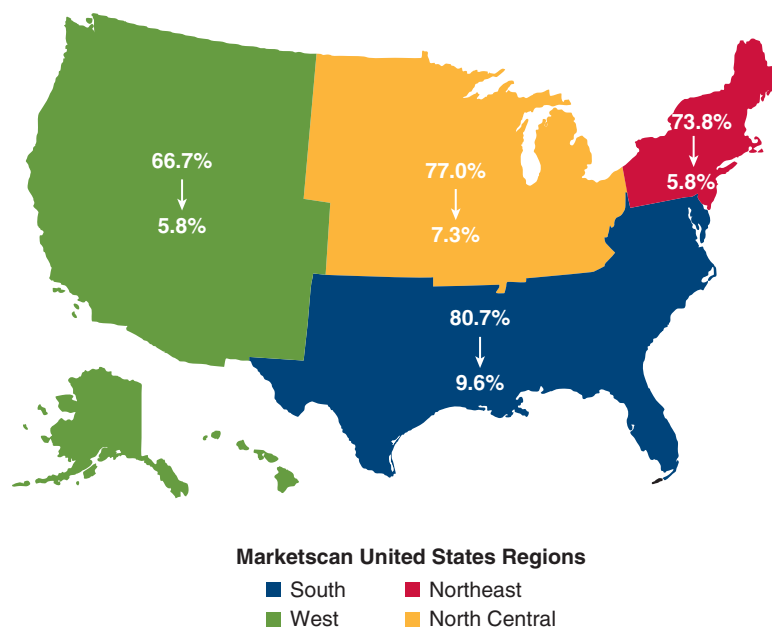 66.7%
5.8%
77.0%
7.3%
73.8%
5.8%
80.7%
9.6%
Marketscan United States Regions
South
Northeast
West
North Central